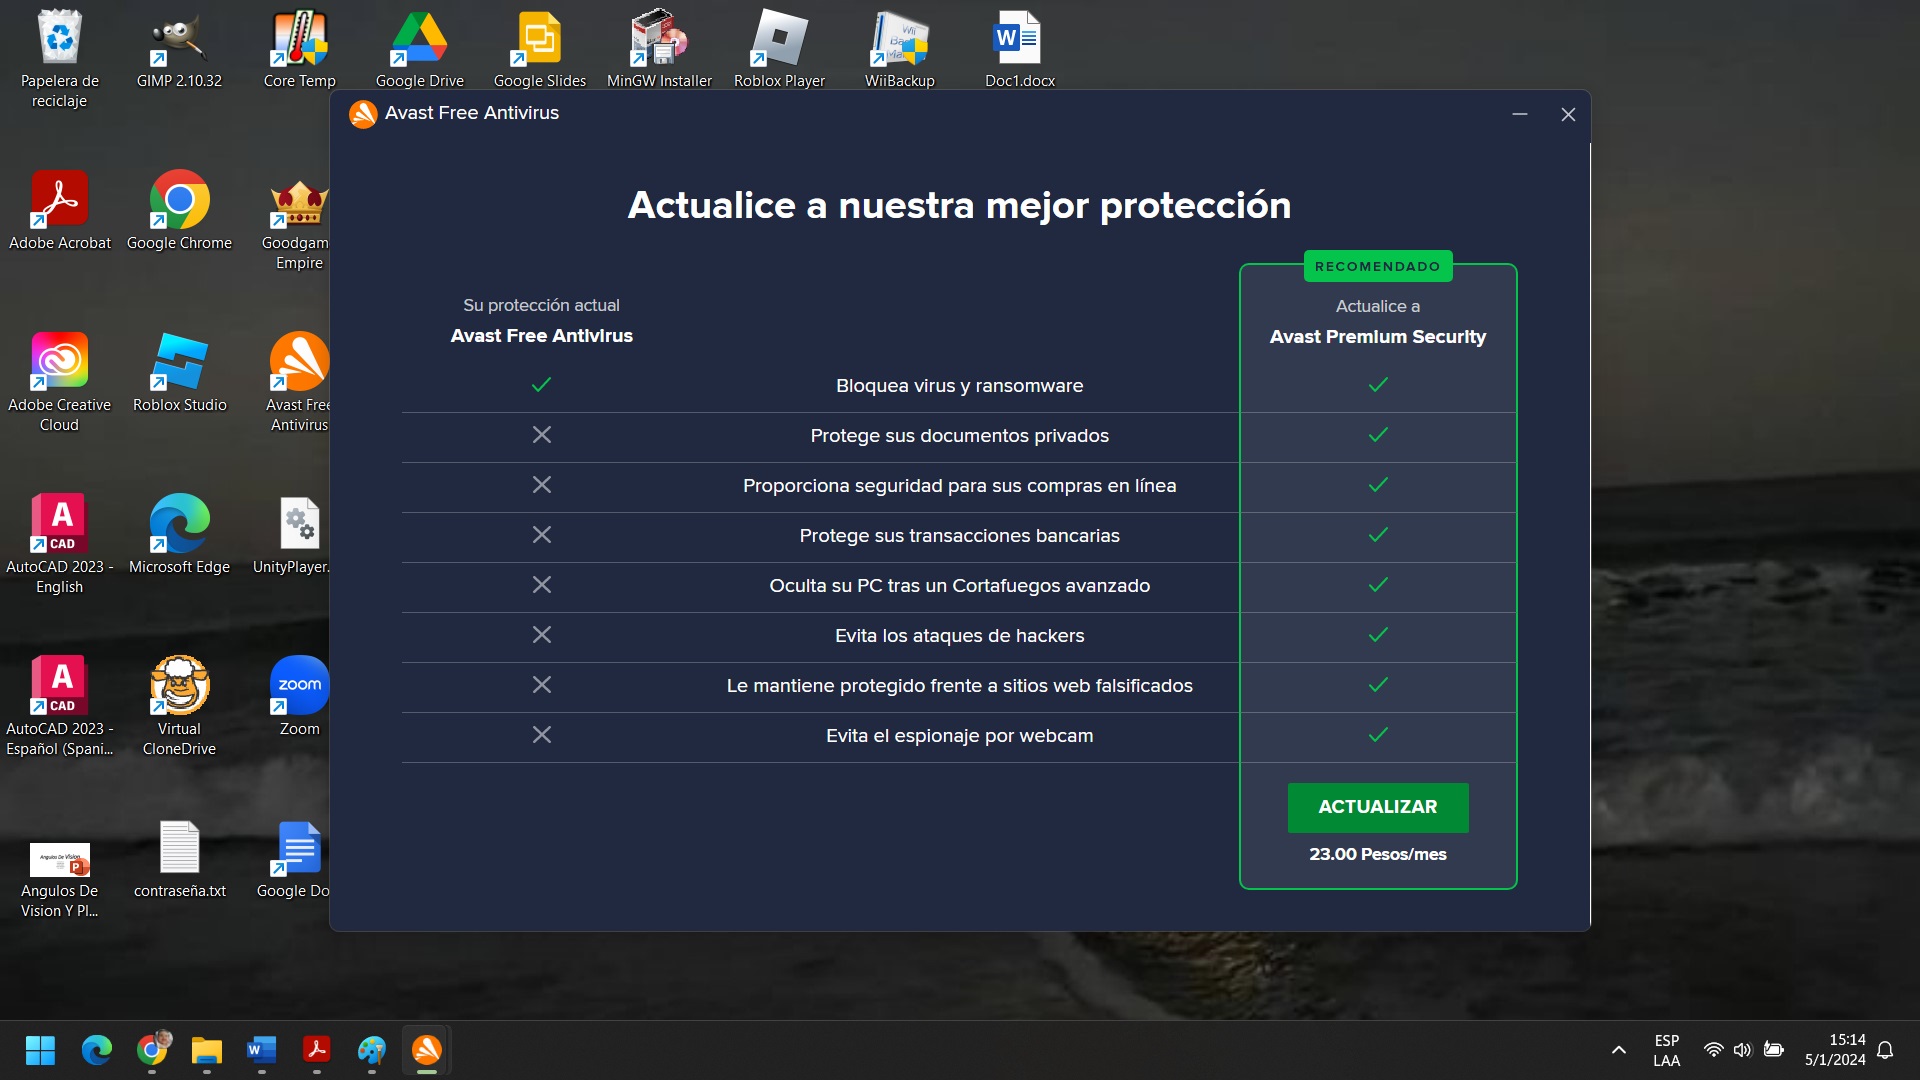 Papelera de
reciclaje
GIMP 2.10.32
Core Temp
Google Drive
Google Slides
MinGW Installer
Roblox Player
WiiBackup
Doc1.docx
Adobe Acrobat
Google Chrome
Goodgam
Empire
Adobe Creative
Cloud
Roblox Studio
Avast Free
Antivirus
A
CAD
AutoCAD 2023 -
English
Microsoft Edge
UnityPlayer.
A
CAD
AutoCAD 2023 -
Español (Spani...
Virtual
CloneDrive
zoom
Zoom
Angulos De Vision
Angulos De
Vision Y Pl...
contraseña.txt
Google Do
Avast Free Antivirus
Actualice a nuestra mejor protección
Su protección actual
Avast Free Antivirus
RECOMENDADO
Actualice a
Avast Premium Security
Bloquea virus y ransomware
Protege sus documentos privados
Proporciona seguridad para sus compras en línea
Protege sus transacciones bancarias
Oculta su PC tras un Cortafuegos avanzado
Evita los ataques de hackers
Le mantiene protegido frente a sitios web falsificados
Evita el espionaje por webcam
ACTUALIZAR
23.00 Pesos/mes
ESP
LAA
15:14
5/1/2024